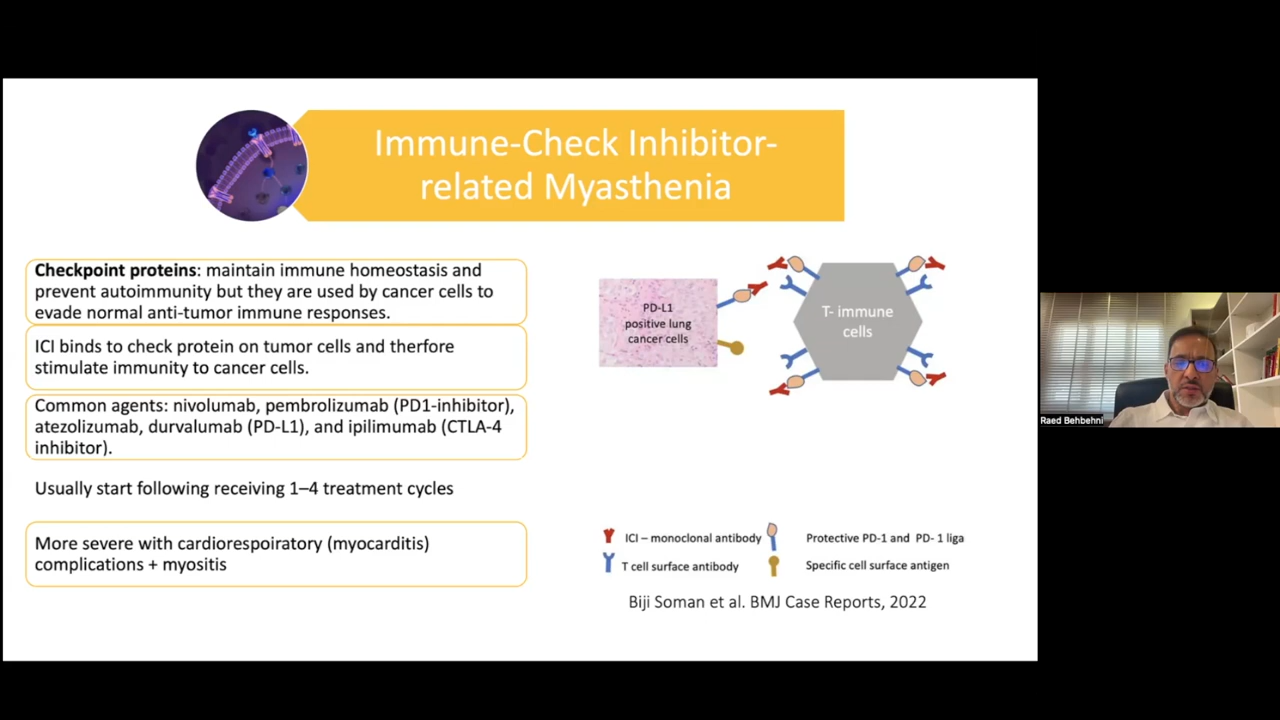 Immune-Check Inhibitor-
related Myasthenia
Checkpoint proteins: maintain immune homeostasis and
prevent autoimmunity but they are used by cancer cells to
evade normal anti-tumor immune responses.
ICI binds to check protein on tumor cells and therfore
stimulate immunity to cancer cells.
Common agents: nivolumab, pembrolizumab (PD1-inhibitor),
atezolizumab, durvalumab (PD-L1), and ipilimumab (CTLA-4
inhibitor).
Usually start following receiving 1–4 treatment cycles
More severe with cardiorespoiratory (myocarditis)
complications + myositis
PD-L1
positive lung
cancer cells
T- immune
cells
ICI – monoclonal antibody
Protective PD-1 and PD- 1 liga
T cell surface antibody
Specific cell surface antigen
Biji Soman et al. BMJ Case Reports, 2022
Raed Behbehni